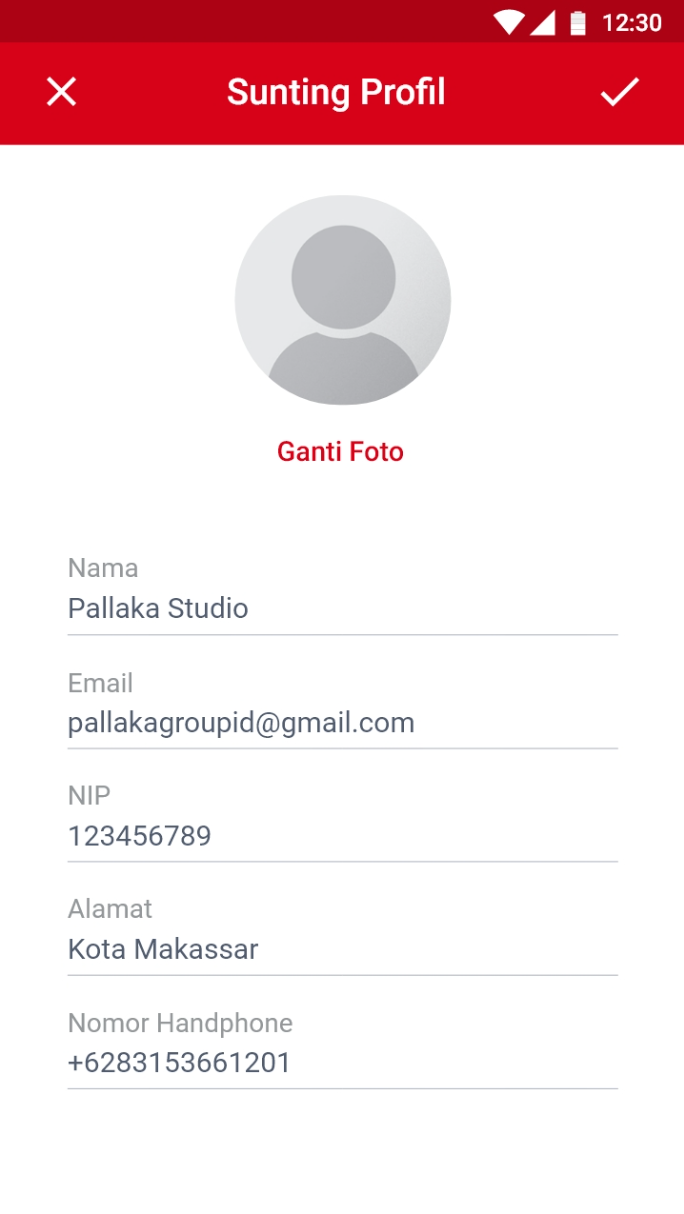 12:30
Sunting Profil
Ganti Foto
Nama
Pallaka Studio
Email
pallakagroupid@gmail.com
NIP
123456789
Alamat
Kota Makassar
Nomor Handphone
+6283153661201